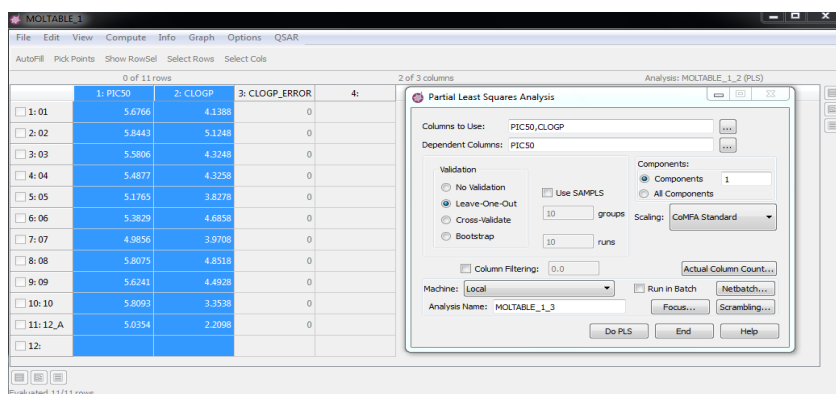 MOLTABLE_1
File Edit View Compute Info Graph Options QSAR
AutoFill Pick Points Show RowSel Select Rows Select Cols
0 of 11 rows 2 of 3 columns Analysis: MOLTABLE_1_2 (PLS)
1: PIC50 2: CLOGP 3: CLOGP_ERROR 4:
1: 01 5.6766 4.1388 0
2: 02 5.8443 5.1248 0
3: 03 5.5806 4.3248 0
4: 04 5.4877 4.3258 0
5: 05 5.1765 3.8278 0
6: 06 5.3829 4.6858 0
7: 07 4.9856 3.9708 0
8: 08 5.8075 4.8518 0
9: 09 5.6241 4.4928 0
10: 10 5.8093 3.3538 0
11: 12_A 5.0354 2.2098 0
12:
Evaluated 11/11 rows
Partial Least Squares Analysis
Columns to Use: PIC50,CLOGP ...
Dependent Columns: PIC50 ...
Validation
No Validation
Leave-One-Out
Cross-Validate
Bootstrap
Use SAMPLS
10 groups
10 runs
Components:
Components 1
All Components
Scaling: CoMFA Standard
Column Filtering: 0.0 Actual Column Count...
Machine: Local Run in Batch Netbatch...
Analysis Name: MOLTABLE_1_3 Focus... Scrambling...
Do PLS End Help